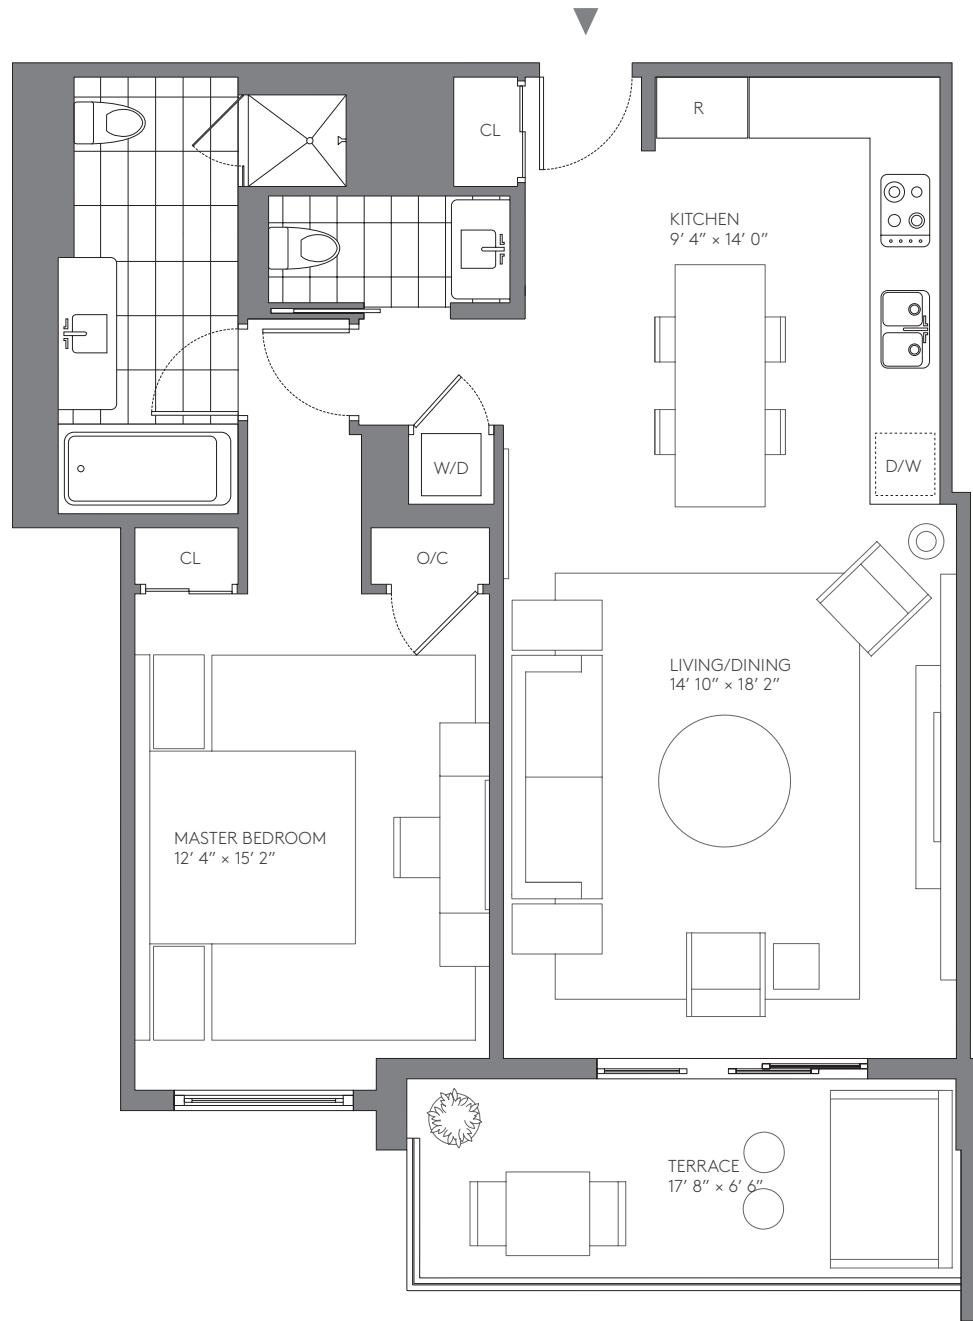 CL
R
KITCHEN
9’ 4” × 14’ 0”
W/D
D/W
CL
O/C
LIVING/DINING
14’ 10” × 18’ 2”
MASTER BEDROOM
12’ 4” × 15’ 2”
TERRACE
17’ 8” × 6’ 6”